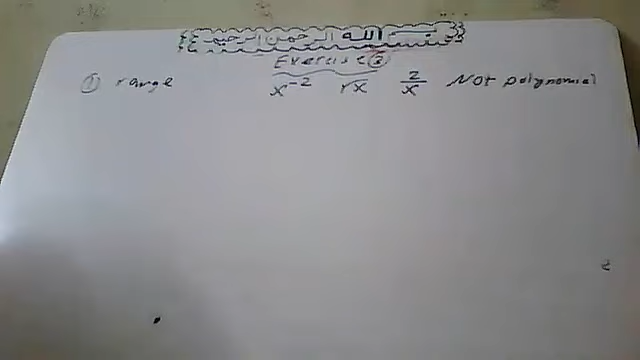 بسم الله الرحمن الرحيم
Exercise ③
① range x⁻² √x 2/x Not polynomial